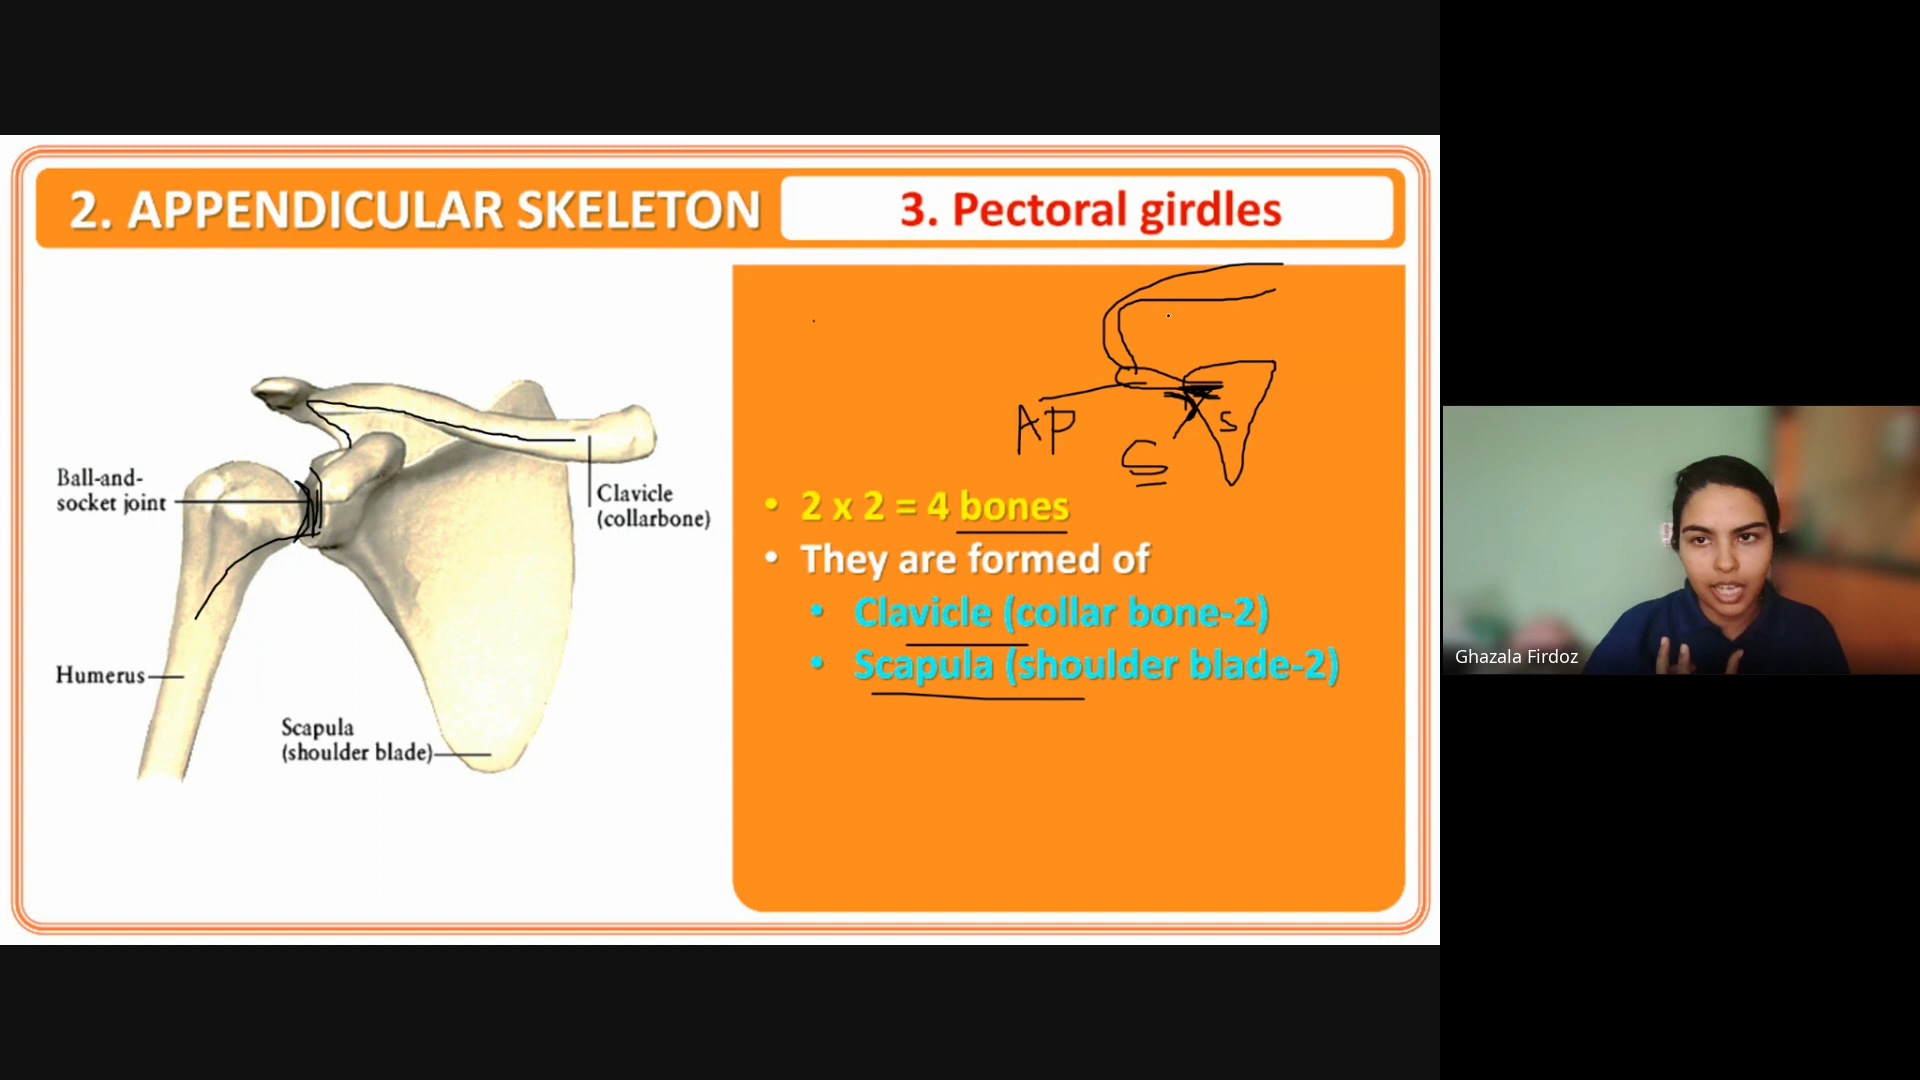 2. APPENDICULAR SKELETON
3. Pectoral girdles
Ball-and-
socket joint
Clavicle
(collarbone)
Humerus
Scapula
(shoulder blade)
AP
S
S
• 2 x 2 = 4 bones
• They are formed of
• Clavicle (collar bone-2)
• Scapula (shoulder blade-2)
Ghazala Firdoz